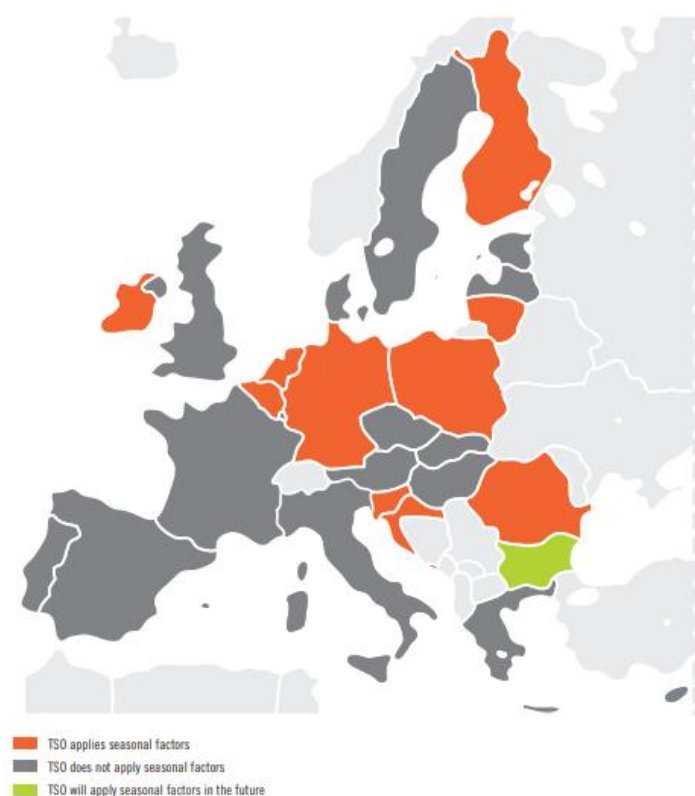 TSO applies seasonal factors
TSO does not apply seasonal factors
TSO will apply seasonal factors in the future